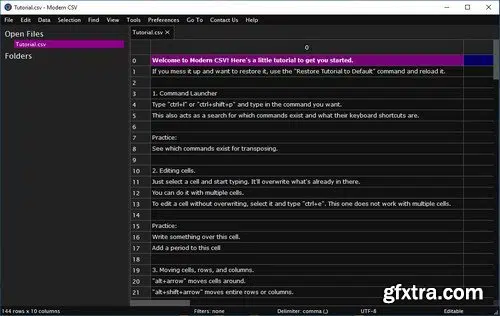 Tutorial.csv - Modern CSV
File Edit Data Selection Find View Tools Preferences Go To Contact Us Help
Open Files
Tutorial.csv
Folders
Tutorial.csv ×
0
0 Welcome to Modern CSV! Here's a little tutorial to get you started.
1 If you mess it up and want to restore it, use the "Restore Tutorial to Default" command and reload it.
2
3 1. Command Launcher
4 Type "ctrl+l" or "ctrl+shift+p" and type in the command you want.
5 This also acts as a search for which commands exist and what their keyboard shortcuts are.
6
7 Practice:
8 See which commands exist for transposing.
9
10 2. Editing cells.
11 Just select a cell and start typing. It'll overwrite what's already in there.
12 You can do it with multiple cells.
13 To edit a cell without overwriting, select it and type "ctrl+e". This one does not work with multiple cells.
14
15 Practice:
16 Write something over this cell.
17 Add a period to this cell
18
19 3. Moving cells, rows, and columns.
20 "alt+arrow" moves cells around.
21 "alt+shift+arrow" moves entire rows or columns.
144 rows x 10 columns Filters: none Delimiter: comma (,) UTF-8 Editable
gfxtra.com